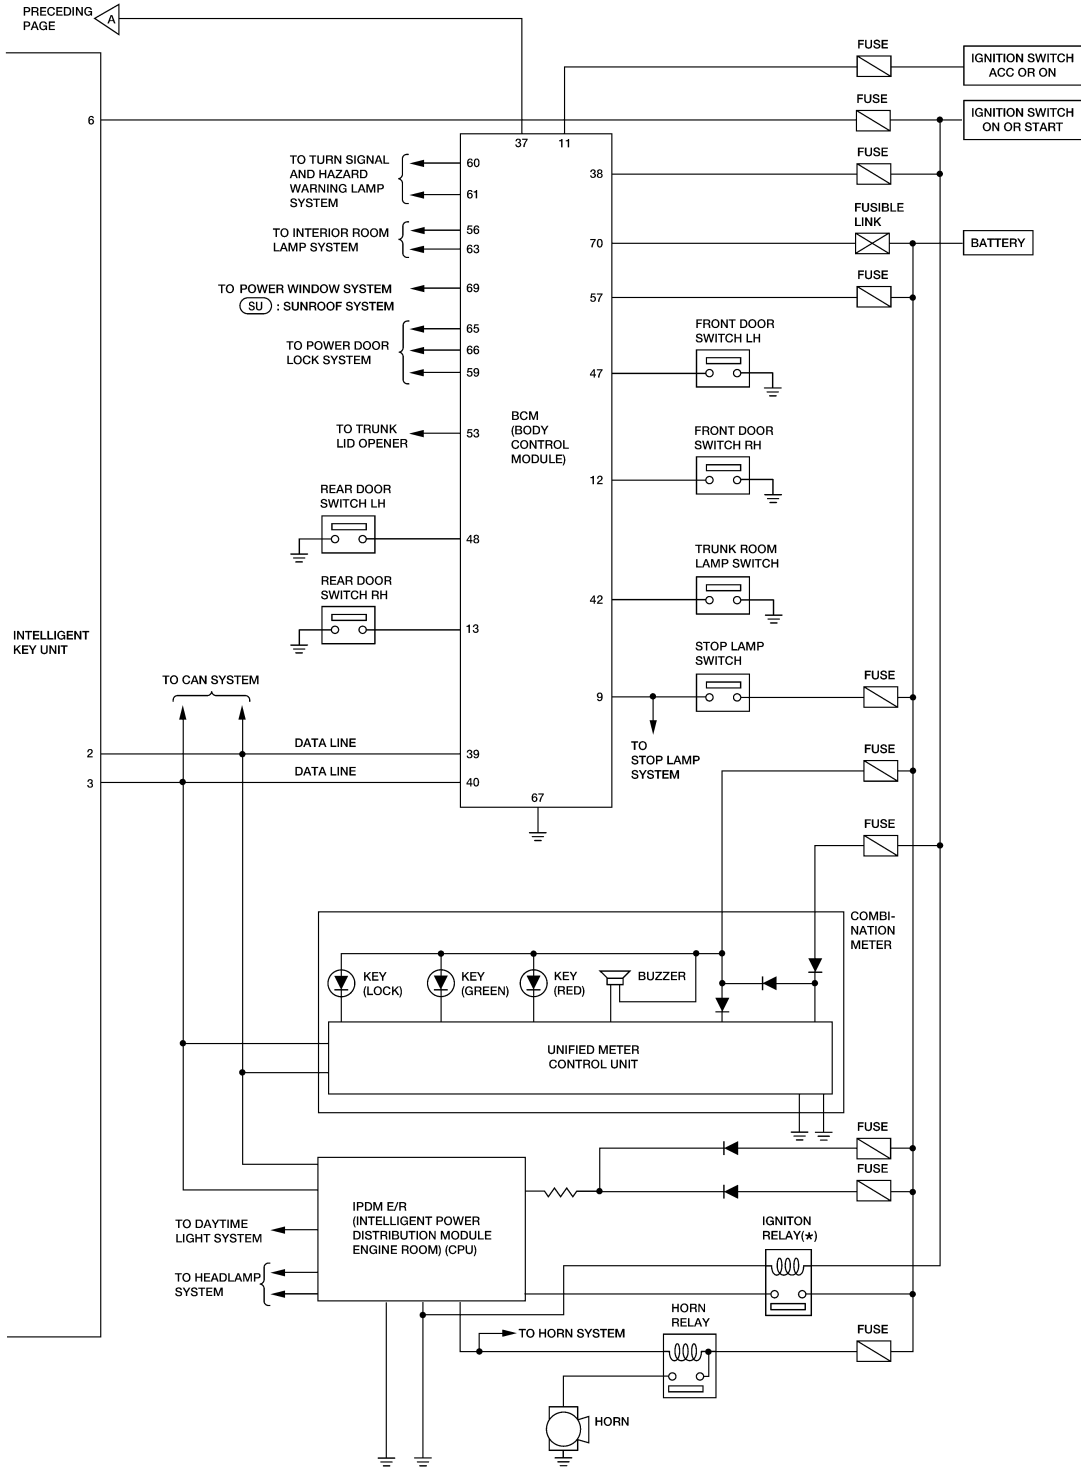 PRECEDING
PAGE
A
FUSE
IGNITION SWITCH
ACC OR ON
FUSE
IGNITION SWITCH
ON OR START
6
37
11
FUSE
TO TURN SIGNAL
AND HAZARD
WARNING LAMP
SYSTEM
60
61
38
FUSIBLE
LINK
TO INTERIOR ROOM
LAMP SYSTEM
56
63
70
BATTERY
FUSE
TO POWER WINDOW SYSTEM
SU : SUNROOF SYSTEM
69
57
TO POWER DOOR
LOCK SYSTEM
65
66
59
FRONT DOOR
SWITCH LH
47
BCM
(BODY
CONTROL
MODULE)
TO TRUNK
LID OPENER
53
FRONT DOOR
SWITCH RH
12
REAR DOOR
SWITCH LH
48
TRUNK ROOM
LAMP SWITCH
42
REAR DOOR
SWITCH RH
13
INTELLIGENT
KEY UNIT
STOP LAMP
SWITCH
9
FUSE
TO CAN SYSTEM
TO
STOP LAMP
SYSTEM
2
DATA LINE
39
3
DATA LINE
40
FUSE
67
FUSE
COMBI-
NATION
METER
KEY
(LOCK)
KEY
(GREEN)
KEY
(RED)
BUZZER
UNIFIED METER
CONTROL UNIT
FUSE
FUSE
IPDM E/R
(INTELLIGENT POWER
DISTRIBUTION MODULE
ENGINE ROOM) (CPU)
TO DAYTIME
LIGHT SYSTEM
IGNITON
RELAY(*)
TO HEADLAMP
SYSTEM
HORN
RELAY
TO HORN SYSTEM
FUSE
HORN